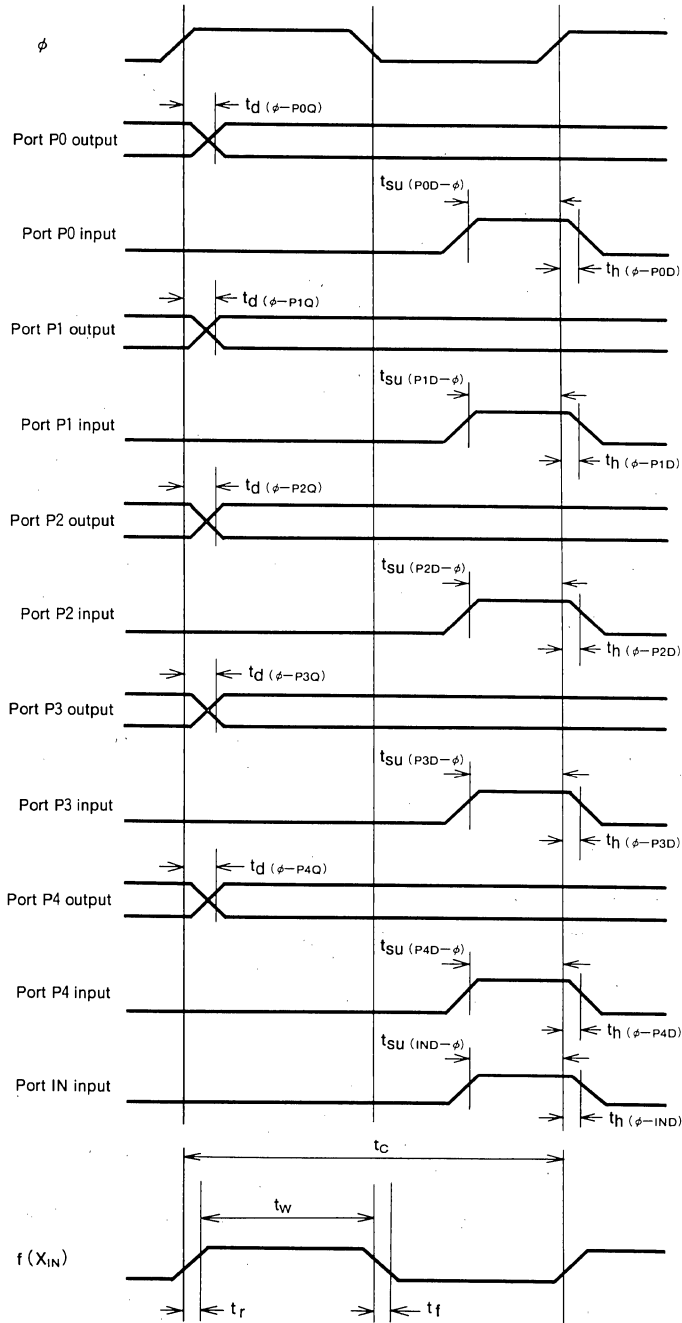 φ
td (φ−P0Q)
Port P0 output
tsu (P0D−φ)
Port P0 input
th (φ−P0D)
td (φ−P1Q)
Port P1 output
tsu (P1D−φ)
Port P1 input
th (φ−P1D)
td (φ−P2Q)
Port P2 output
tsu (P2D−φ)
Port P2 input
th (φ−P2D)
td (φ−P3Q)
Port P3 output
tsu (P3D−φ)
Port P3 input
th (φ−P3D)
td (φ−P4Q)
Port P4 output
tsu (P4D−φ)
Port P4 input
th (φ−P4D)
tsu (IND−φ)
Port IN input
th (φ−IND)
tC
tW
f (XIN)
tr
tf